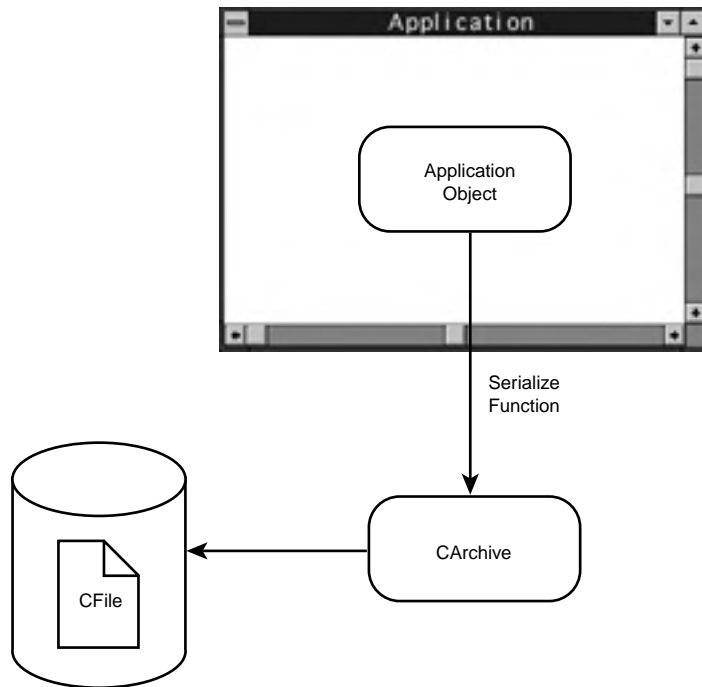 Application
Application
Object
Serialize
Function
CArchive
CFile